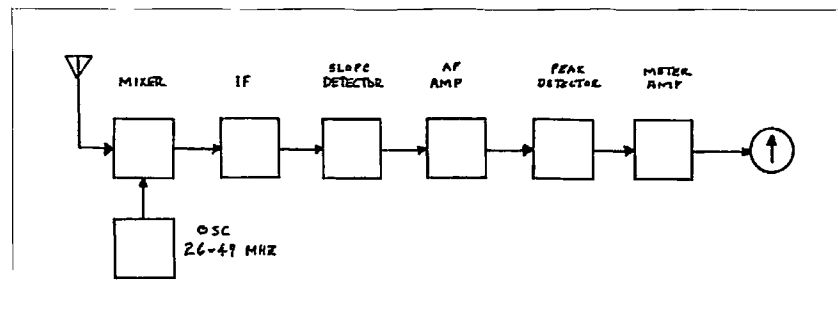 MIXER
IF
SLOPE
DETECTOR
AF
AMP
PEAK
DETECTOR
METER
AMP
OSC
26-49 MHZ